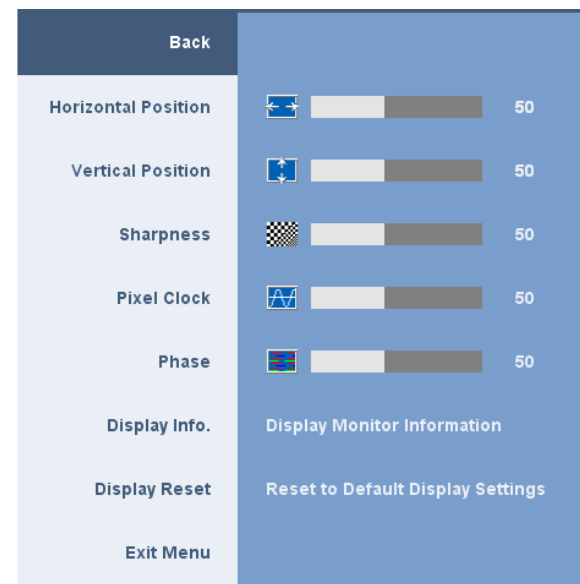 Back
Horizontal Position 50
Vertical Position 50
Sharpness 50
Pixel Clock 50
Phase 50
Display Info. Display Monitor Information
Display Reset Reset to Default Display Settings
Exit Menu